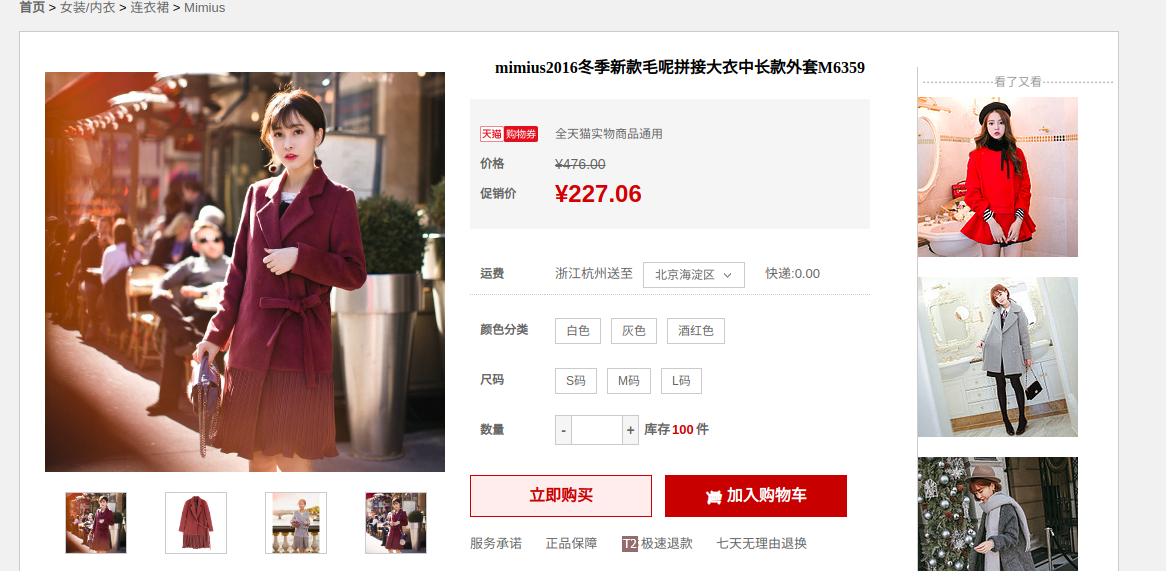 首页 > 女装/内衣 > 连衣裙 > Mimius
mimius2016冬季新款毛呢拼接大衣中长款外套M6359
看了又看
天猫 购物券 全天猫实物商品通用
价格 ¥476.00
促销价 ¥227.06
运费 浙江杭州送至 北京海淀区 快递:0.00
颜色分类 白色 灰色 酒红色
尺码 S码 M码 L码
数量 - + 库存100件
立即购买 加入购物车
服务承诺 正品保障 T2极速退款 七天无理由退换